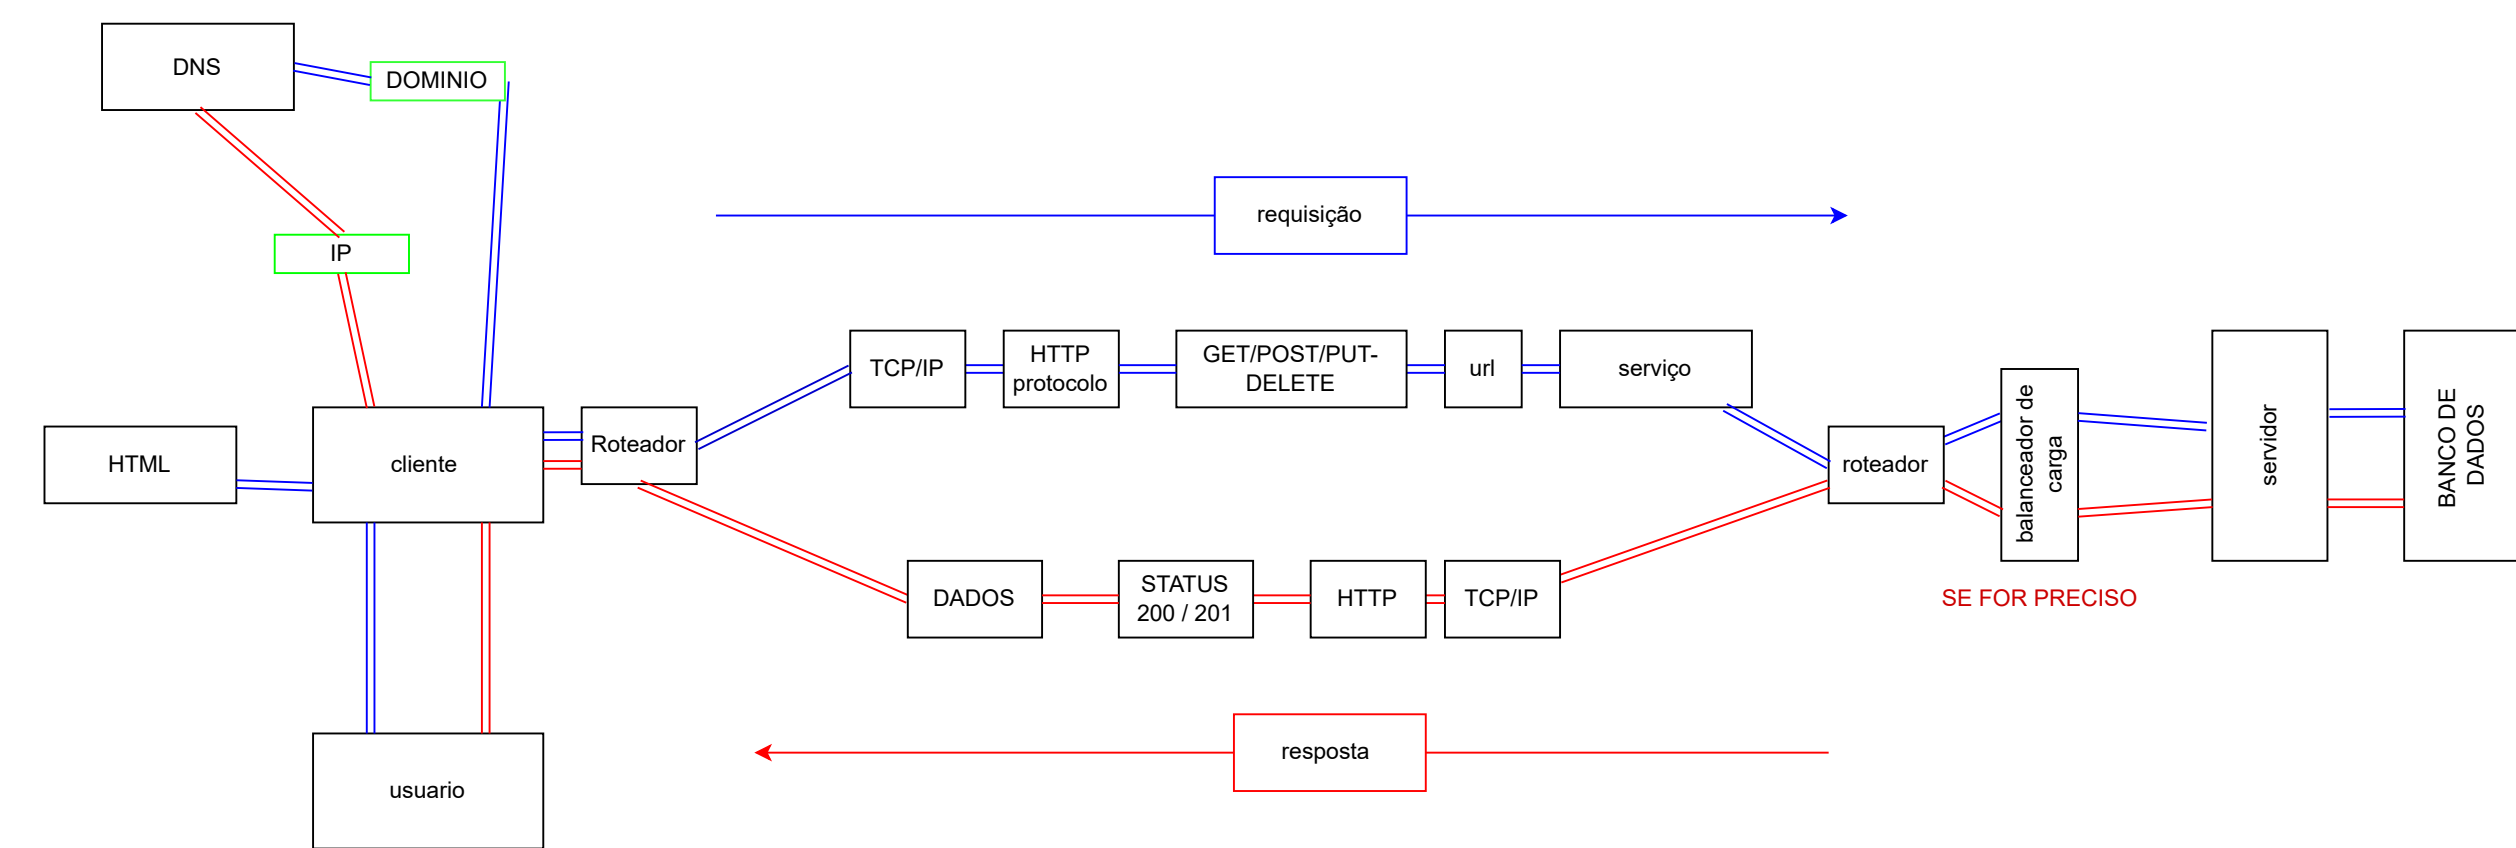 DNS
DOMINIO
requisição
IP
TCP/IP
HTTP
protocolo
GET/POST/PUT-
DELETE
url
serviço
HTML
cliente
Roteador
roteador
balanceador de
carga
servidor
BANCO DE
DADOS
DADOS
STATUS
200 / 201
HTTP
TCP/IP
SE FOR PRECISO
resposta
usuario